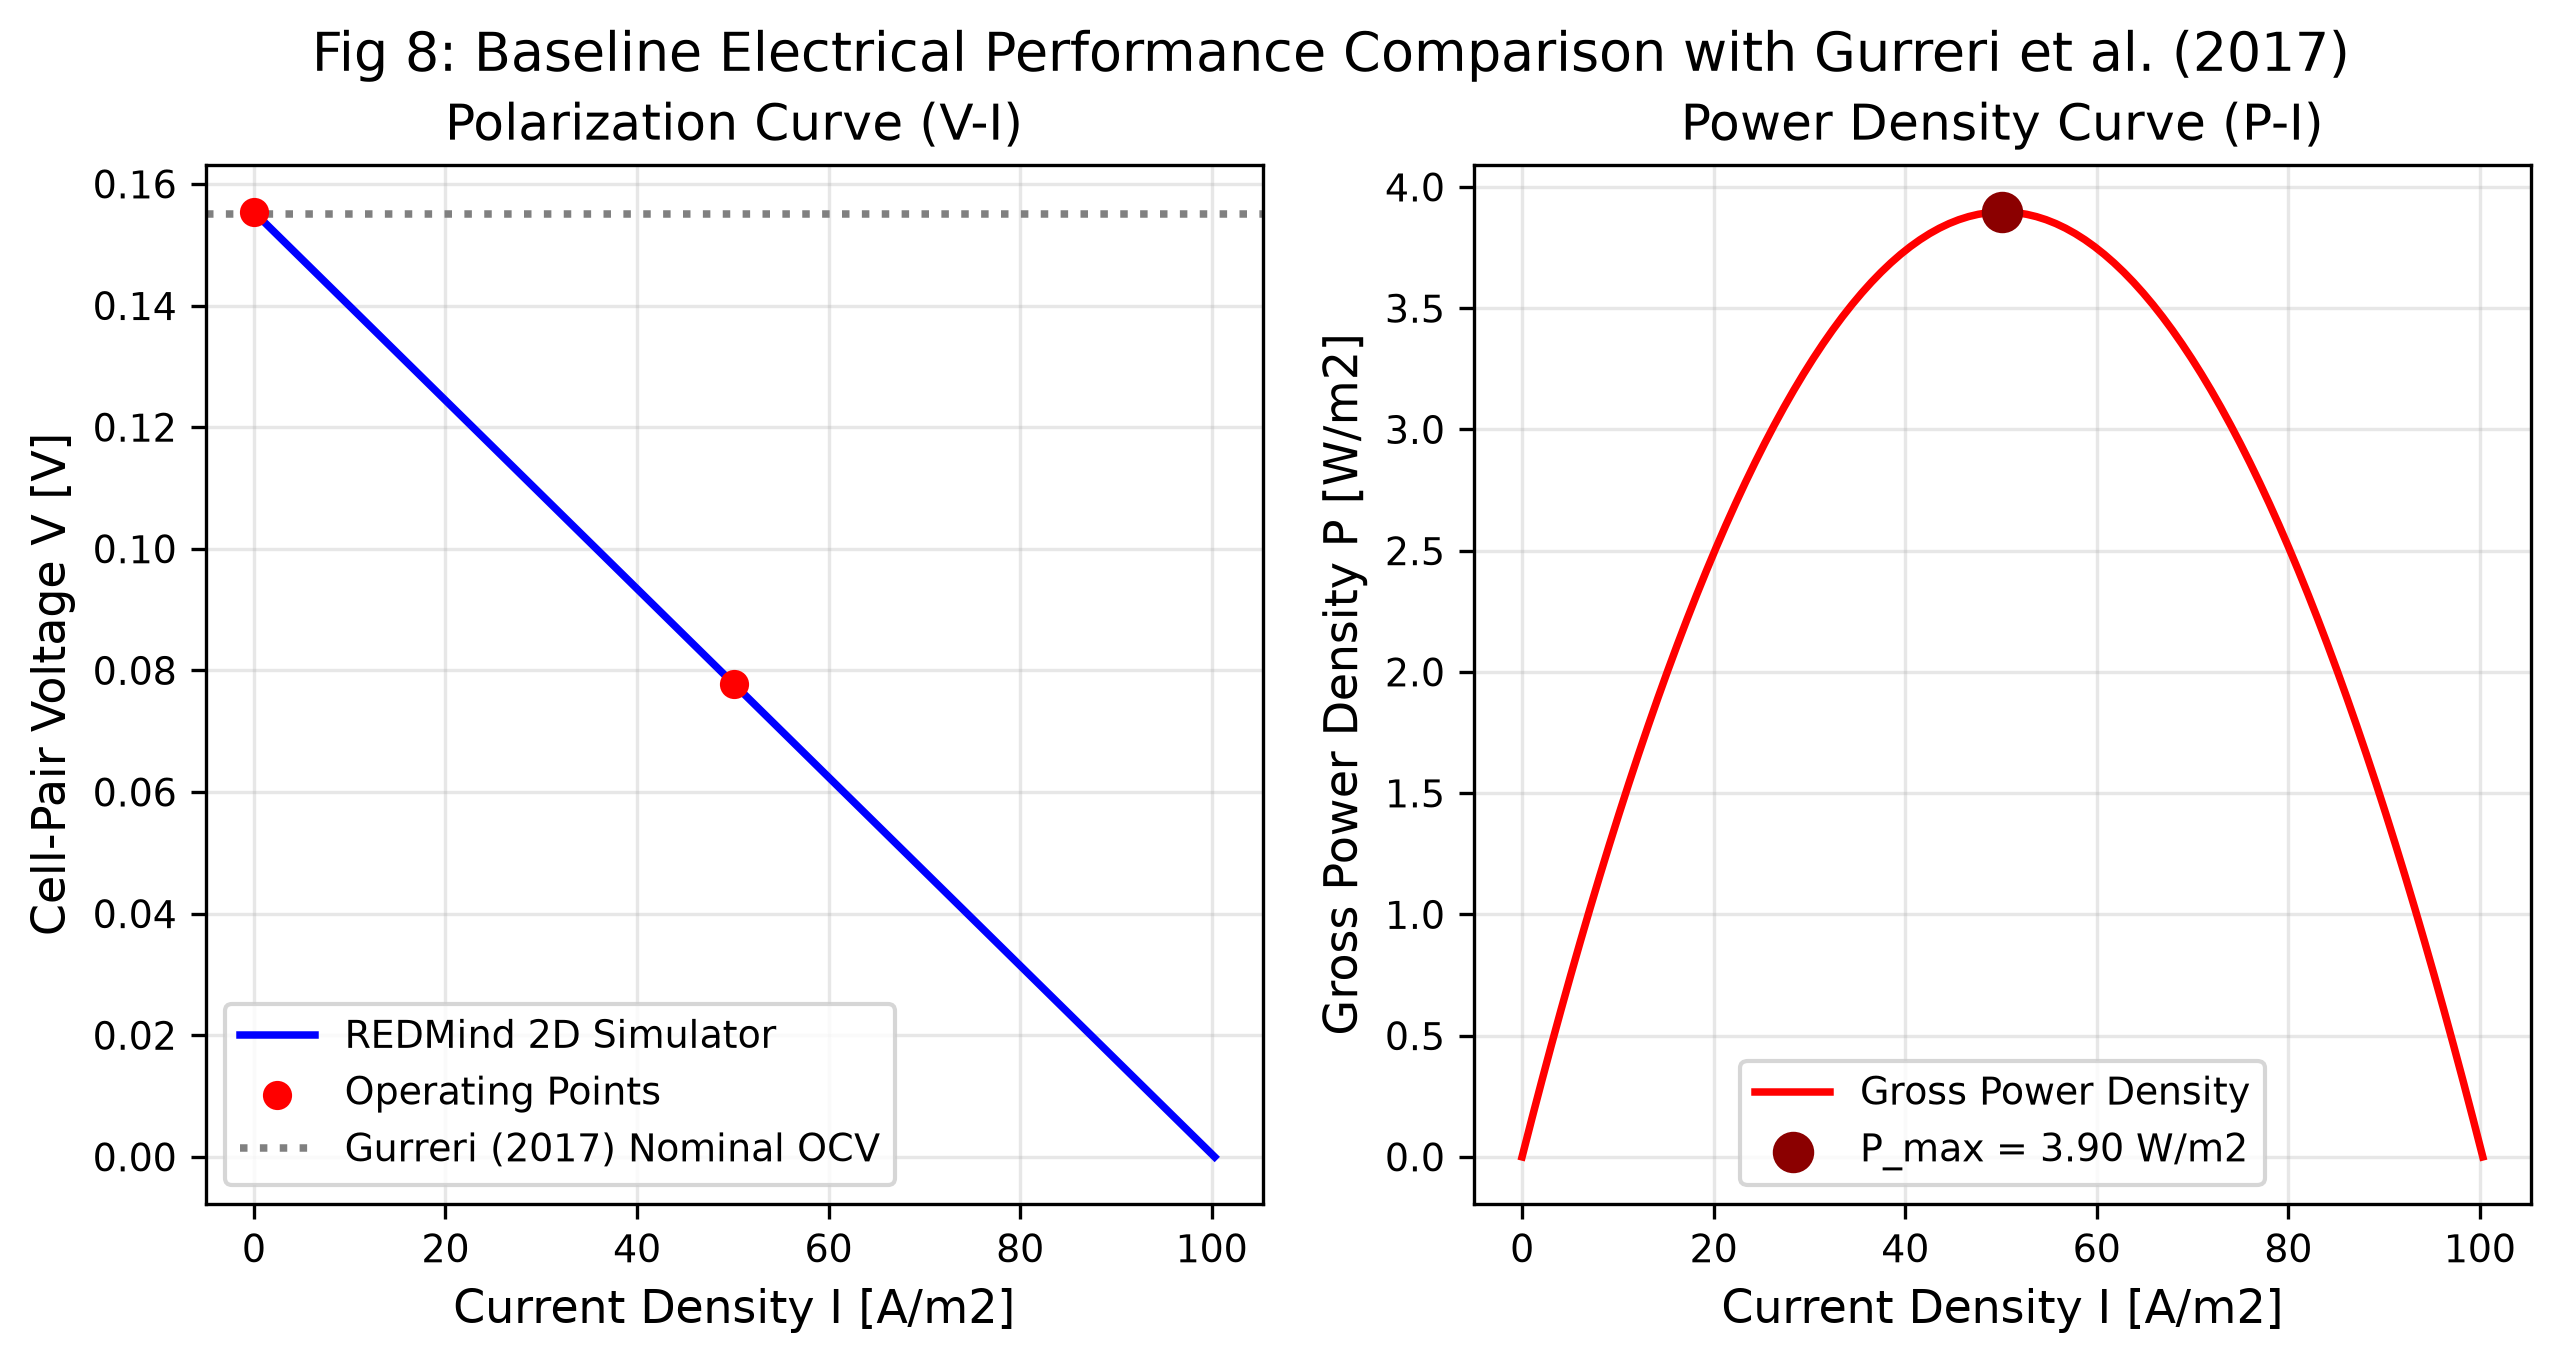 Fig 8: Baseline Electrical Performance Comparison with Gurreri et al. (2017)
Polarization Curve (V-I)
Cell-Pair Voltage V [V]
0.16
0.14
0.12
0.10
0.08
0.06
0.04
0.02
0.00
REDMind 2D Simulator
Operating Points
Gurreri (2017) Nominal OCV
0 20 40 60 80 100
Current Density I [A/m2]
Power Density Curve (P-I)
Gross Power Density P [W/m2]
4.0
3.5
3.0
2.5
2.0
1.5
1.0
0.5
0.0
Gross Power Density
P_max = 3.90 W/m2
0 20 40 60 80 100
Current Density I [A/m2]